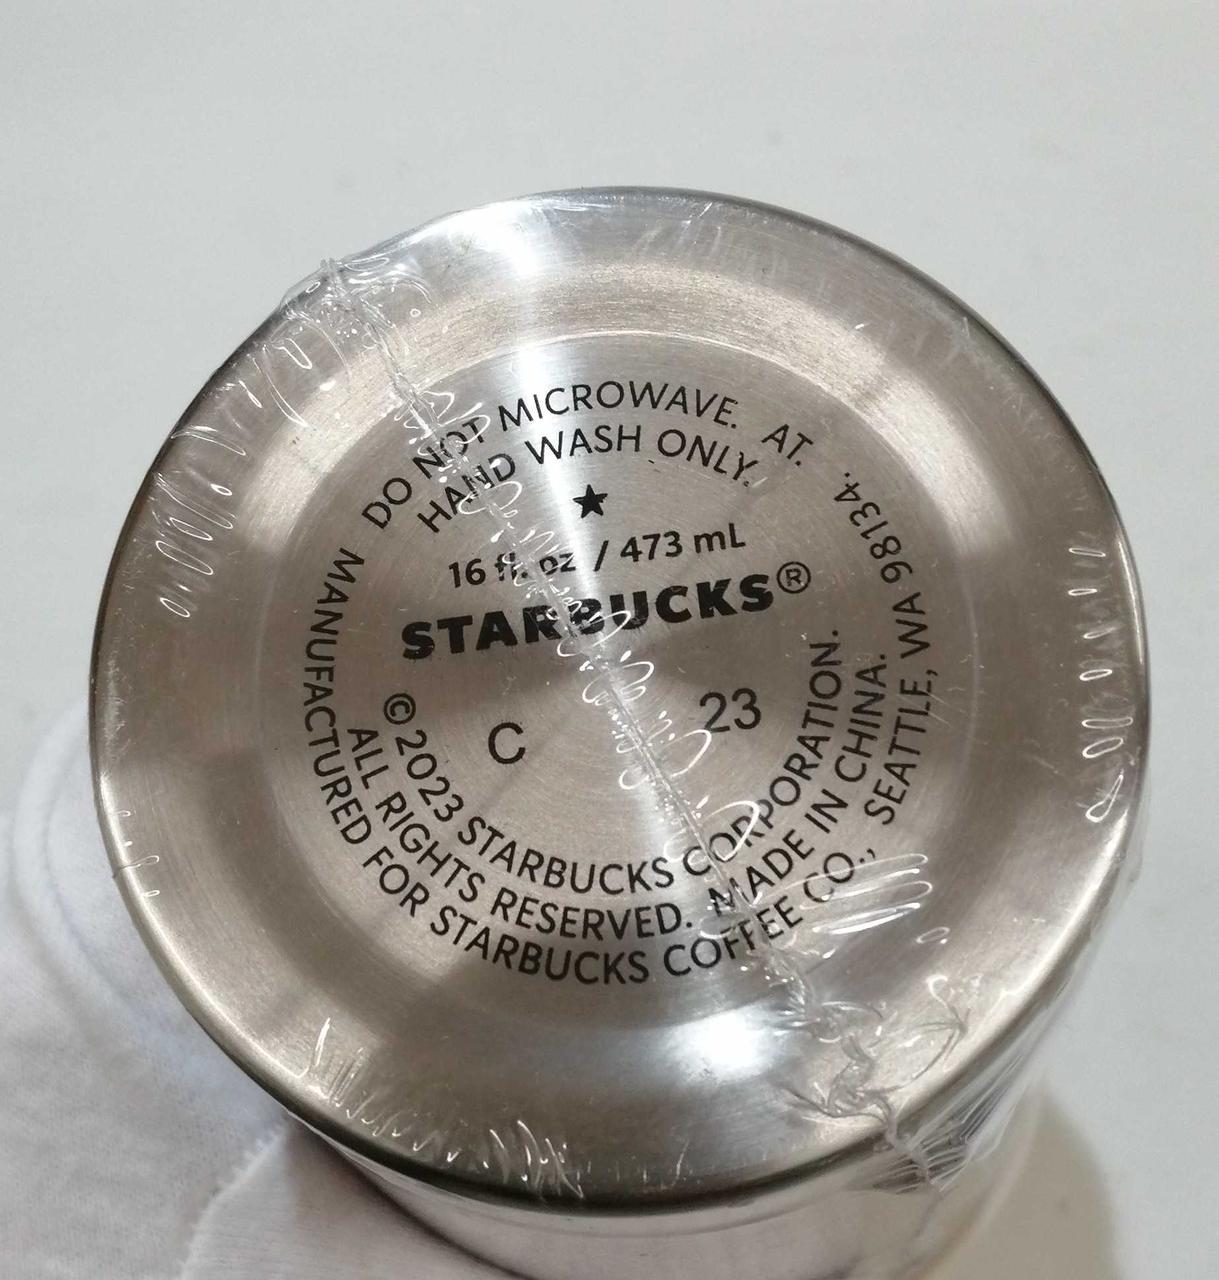 DO NOT MICROWAVE. AT.
HAND WASH ONLY.
★
16 fl. oz / 473 mL
STARBUCKS®
C 23
©2023 STARBUCKS CORPORATION.
ALL RIGHTS RESERVED. MADE IN CHINA.
MANUFACTURED FOR STARBUCKS COFFEE CO., SEATTLE, WA 98134.